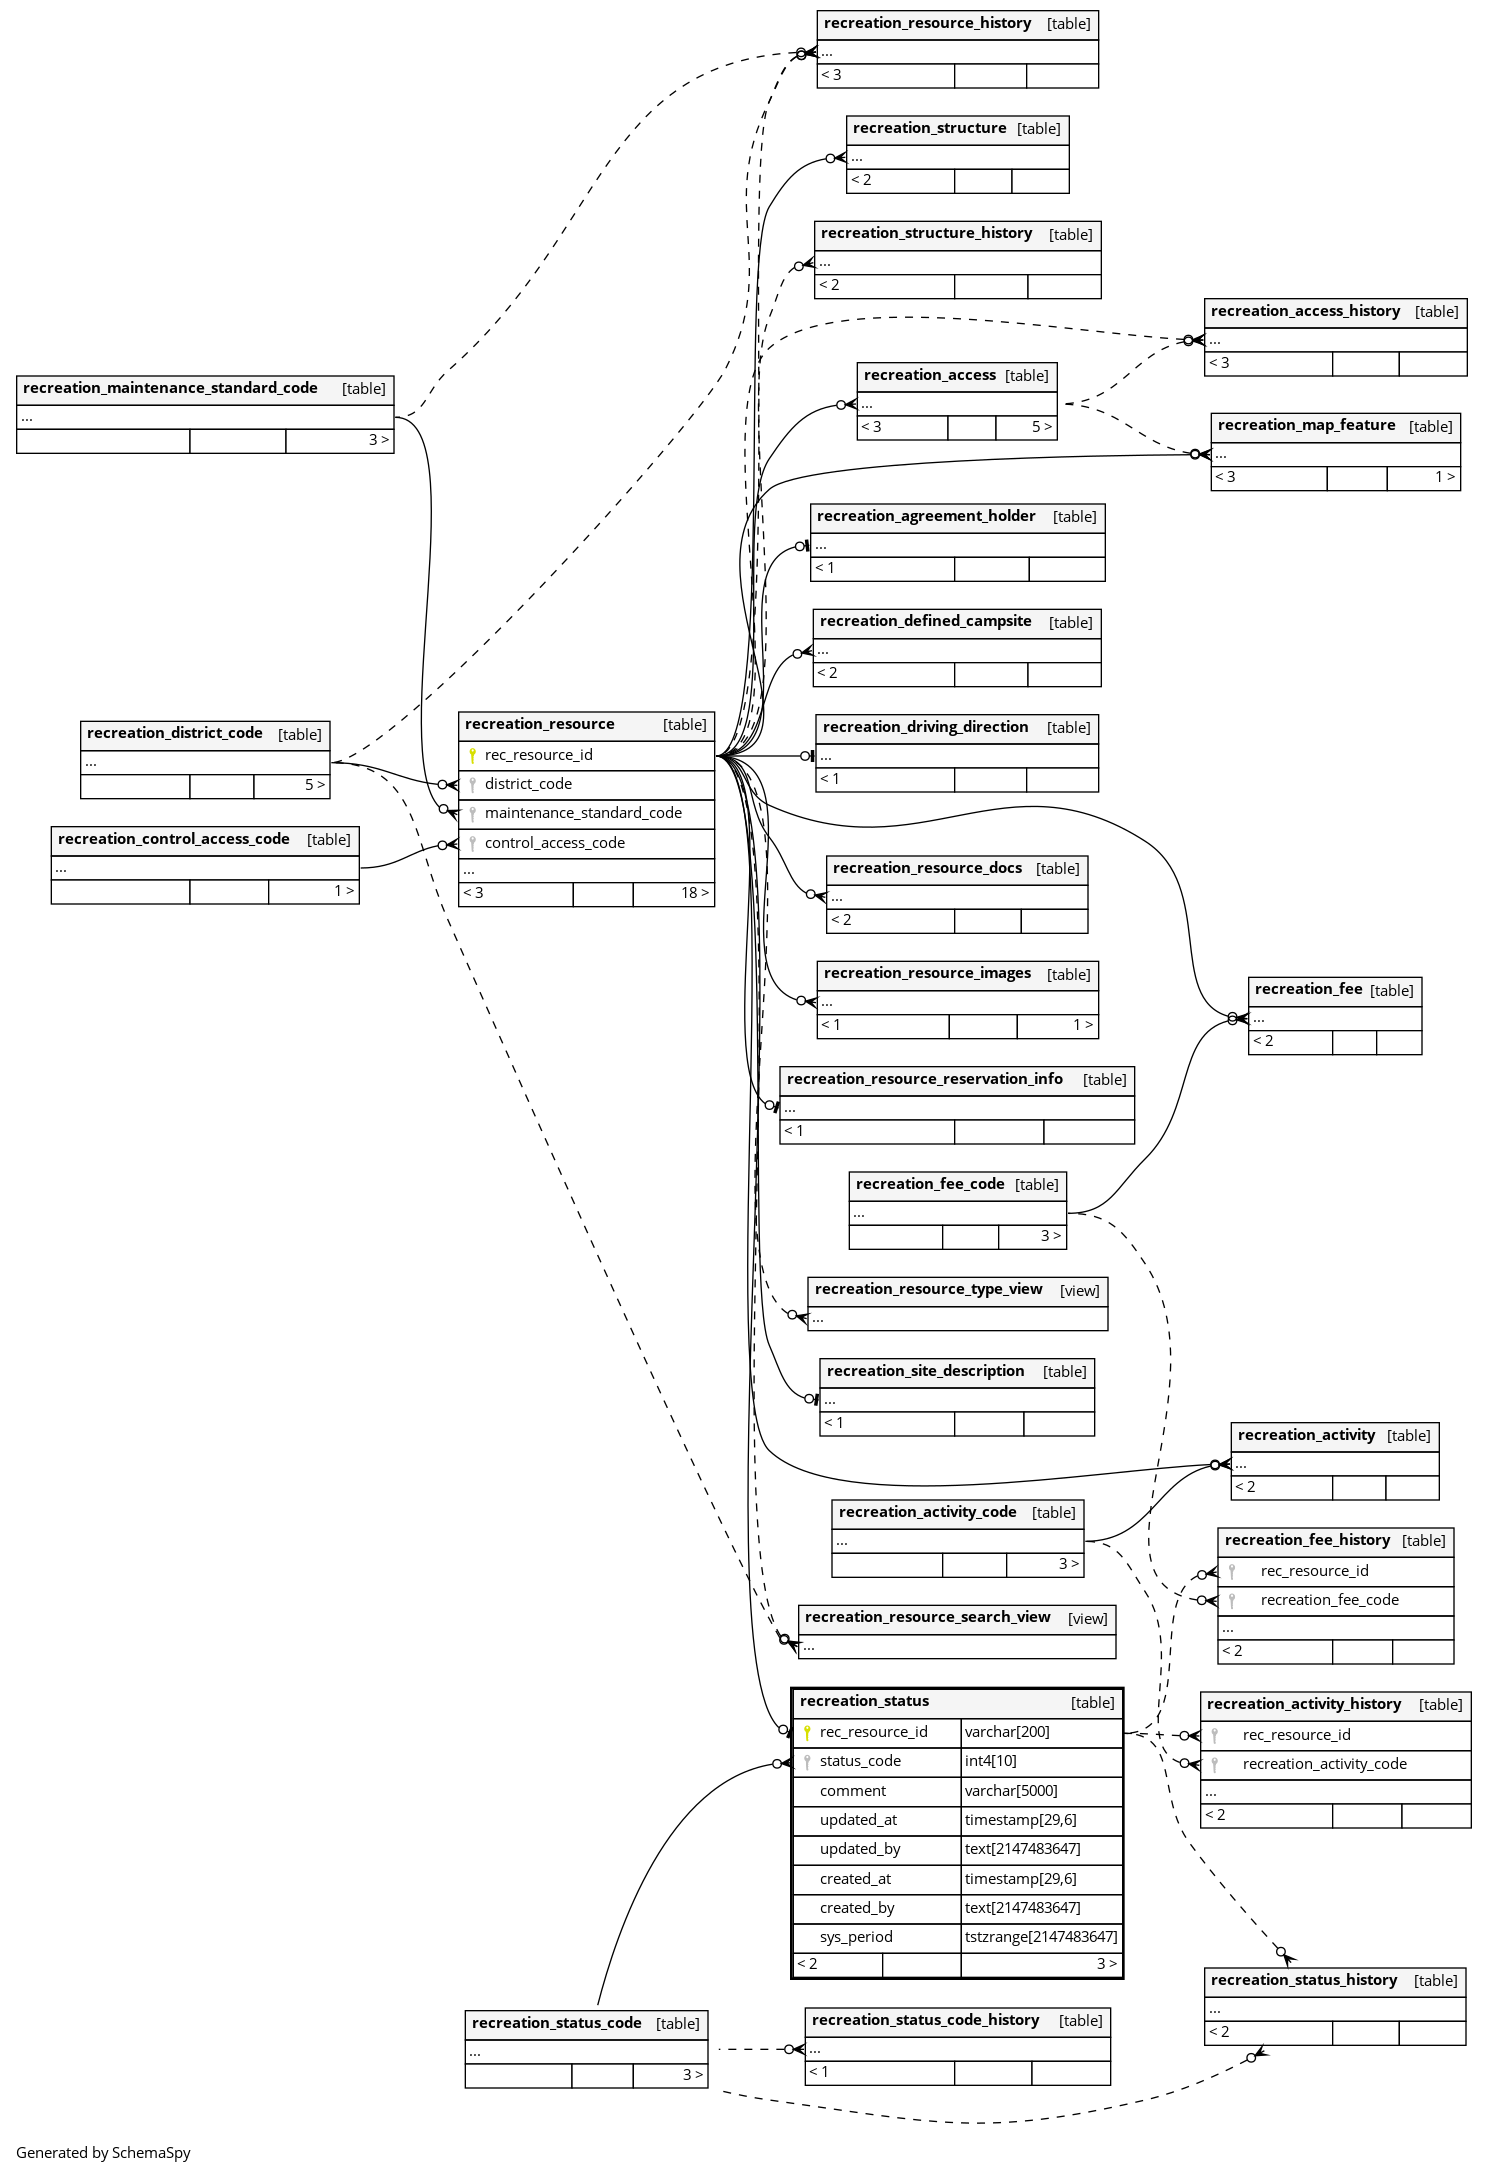 recreation_resource_history [table]
...
< 3
recreation_structure [table]
...
< 2
recreation_structure_history [table]
...
< 2
recreation_access_history [table]
...
< 3
recreation_access [table]
...
< 3 5 >
recreation_maintenance_standard_code [table]
...
3 >
recreation_map_feature [table]
...
< 3 1 >
recreation_agreement_holder [table]
...
< 1
recreation_defined_campsite [table]
...
< 2
recreation_driving_direction [table]
...
< 1
recreation_district_code [table]
...
5 >
recreation_resource [table]
rec_resource_id
district_code
maintenance_standard_code
control_access_code
...
< 3 18 >
recreation_control_access_code [table]
...
1 >
recreation_resource_docs [table]
...
< 2
recreation_resource_images [table]
...
< 1 1 >
recreation_fee [table]
...
< 2
recreation_resource_reservation_info [table]
...
< 1
recreation_fee_code [table]
...
3 >
recreation_resource_type_view [view]
...
recreation_site_description [table]
...
< 1
recreation_activity [table]
...
< 2
recreation_activity_code [table]
...
3 >
recreation_fee_history [table]
rec_resource_id
recreation_fee_code
...
< 2
recreation_resource_search_view [view]
...
recreation_status [table]
rec_resource_id varchar[200]
status_code int4[10]
comment varchar[5000]
updated_at timestamp[29,6]
updated_by text[2147483647]
created_at timestamp[29,6]
created_by text[2147483647]
sys_period tstzrange[2147483647]
< 2 3 >
recreation_activity_history [table]
rec_resource_id
recreation_activity_code
...
< 2
recreation_status_history [table]
...
< 2
recreation_status_code [table]
...
3 >
recreation_status_code_history [table]
...
< 1
Generated by SchemaSpy